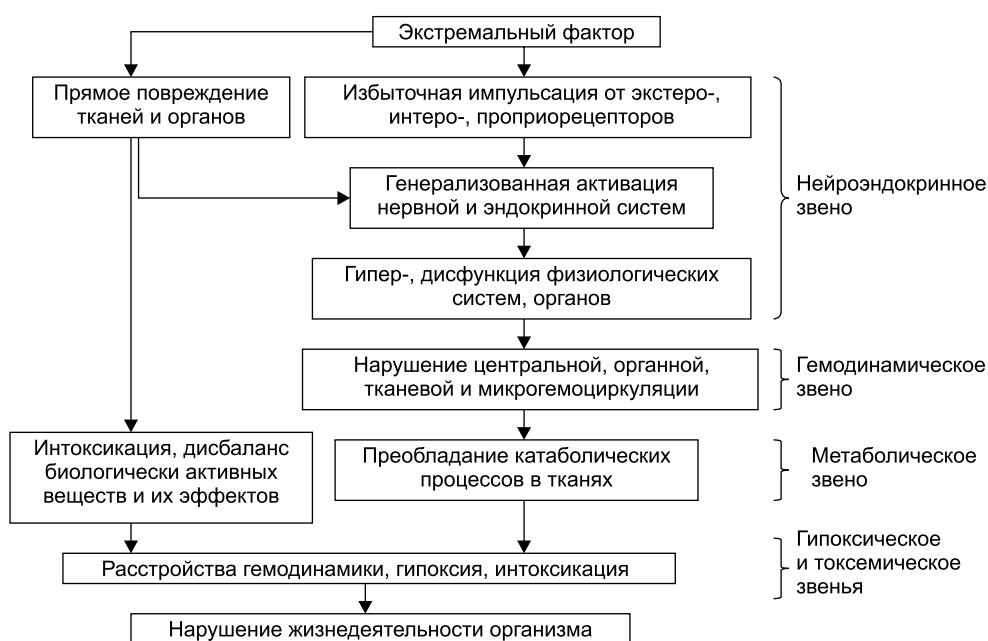 Экстремальный фактор
Прямое повреждение
тканей и органов
Избыточная импульсация от экстеро-,
интеро-, проприорецепторов
Генерализованная активация
нервной и эндокринной систем
Гипер-, дисфункция физиологических
систем, органов
Нейроэндокринное
звено
Нарушение центральной, органной,
тканевой и микрогемоциркуляции
Гемодинамическое
звено
Интоксикация, дисбаланс
биологически активных
веществ и их эффектов
Преобладание катаболических
процессов в тканях
Метаболическое
звено
Расстройства гемодинамики, гипоксия, интоксикация
Гипоксическое
и токсемическое
звенья
Нарушение жизнедеятельности организма